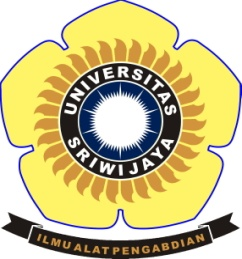 UNIVERSITAS
SRIWIJAYA
ILMU ALAT PENGABDIAN